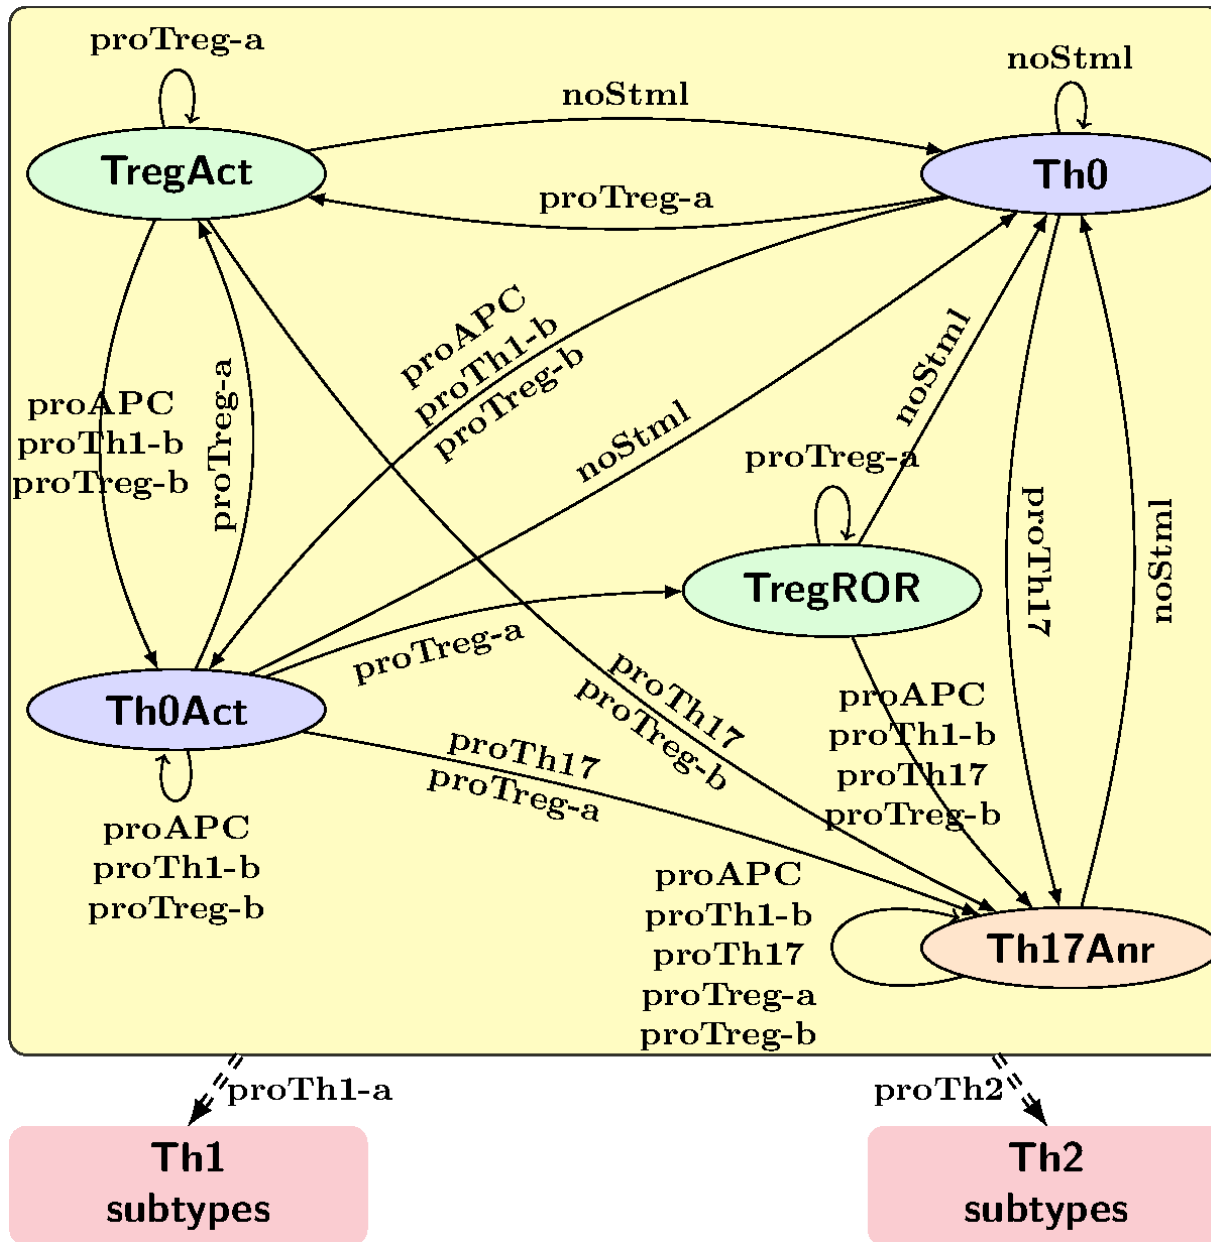 proTreg-a
noStml
noStml
TregAct
Th0
proTreg-a
proAPC
proTh1-b
proTreg-b
proAPC
proTh1-b
proTreg-b
proTreg-a
noStml
noStml
proTreg-a
proTh17
noStml
TregROR
proTreg-a
Th0Act
proTh17
proTreg-b
proAPC
proTh1-b
proTh17
proTreg-b
proTh17
proTreg-a
proAPC
proTh1-b
proTreg-b
proAPC
proTh1-b
proTh17
proTreg-a
proTreg-b
Th17Anr
proTh1-a
proTh2
Th1
subtypes
Th2
subtypes